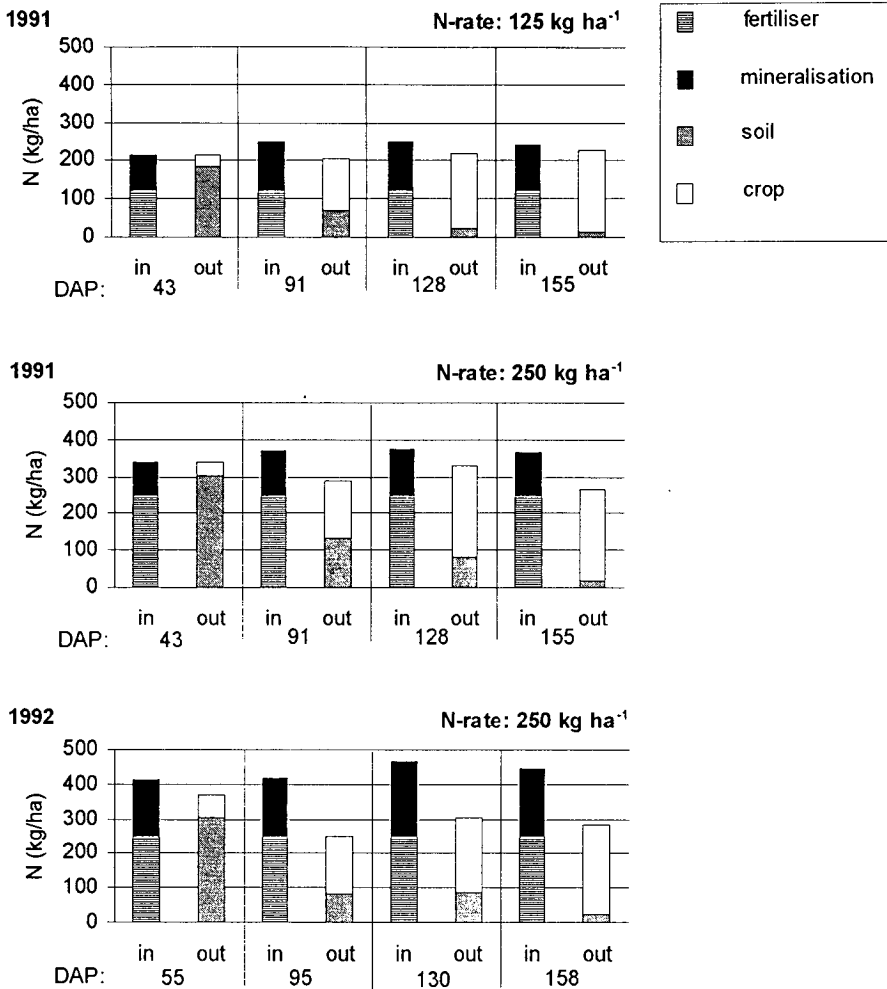 1991 N-rate: 125 kg ha⁻¹
500
400
300
200
100
0
N (kg/ha)
in out in out in out in out
DAP: 43 91 128 155
fertiliser
mineralisation
soil
crop
1991 N-rate: 250 kg ha⁻¹
500
400
300
200
100
0
N (kg/ha)
in out in out in out in out
DAP: 43 91 128 155
1992 N-rate: 250 kg ha⁻¹
500
400
300
200
100
0
N (kg/ha)
in out in out in out in out
DAP: 55 95 130 158